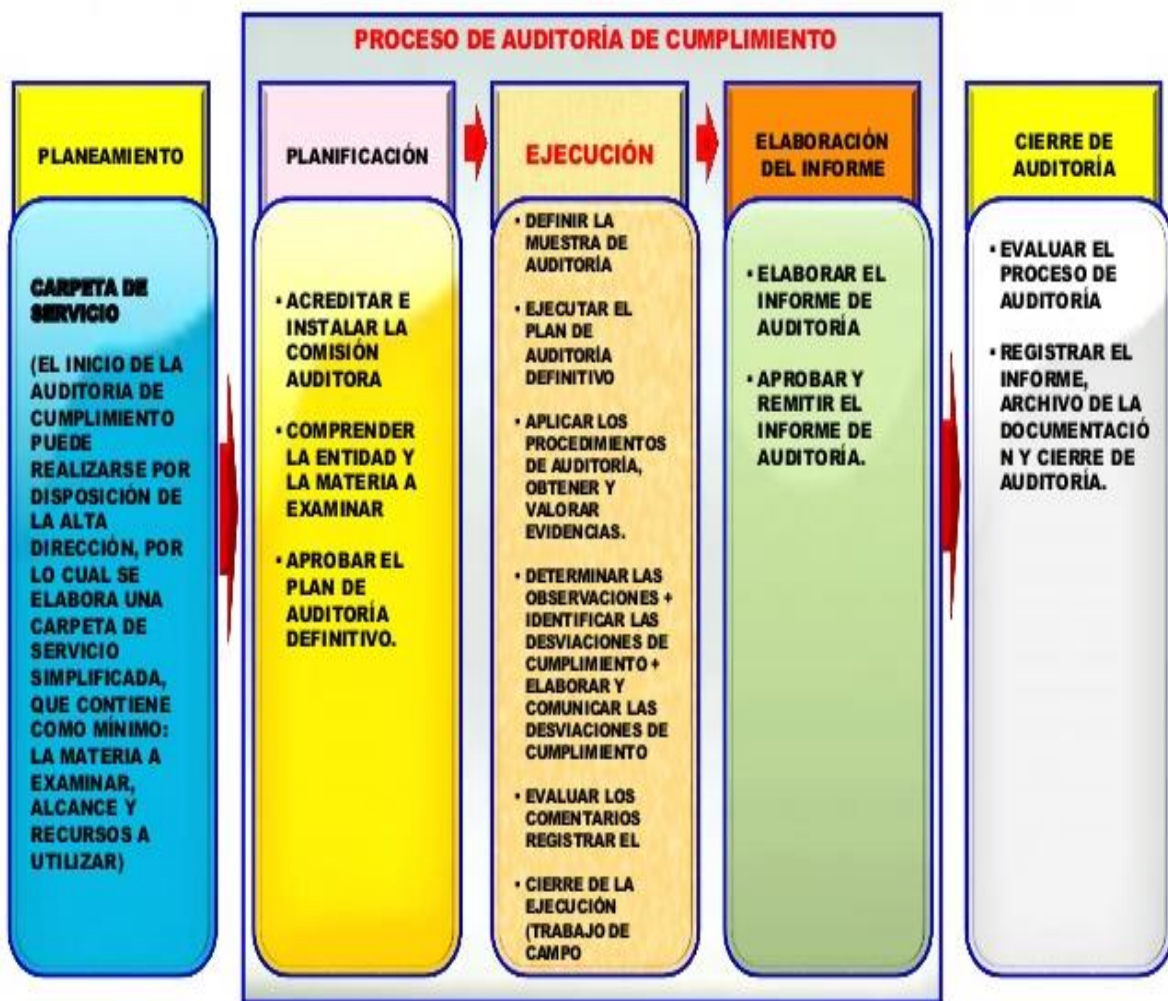 PROCESO DE AUDITORÍA DE CUMPLIMIENTO
PLANEAMIENTO
CARPETA DE
SERVICIO
(EL INICIO DE LA
AUDITORIA DE
CUMPLIMIENTO
PUEDE
REALIZARSE POR
DISPOSICIÓN DE
LA ALTA
DIRECCIÓN, POR
LO CUAL SE
ELABORA UNA
CARPETA DE
SERVICIO
SIMPLIFICADA,
QUE CONTIENE
COMO MÍNIMO:
LA MATERIA A
EXAMINAR,
ALCANCE Y
RECURSOS A
UTILIZAR)
PLANIFICACIÓN
• ACREDITAR E
INSTALAR LA
COMISIÓN
AUDITORA
• COMPRENDER
LA ENTIDAD Y
LA MATERIA A
EXAMINAR
• APROBAR EL
PLAN DE
AUDITORÍA
DEFINITIVO.
EJECUCIÓN
• DEFINIR LA
MUESTRA DE
AUDITORÍA
• EJECUTAR EL
PLAN DE
AUDITORÍA
DEFINITIVO
• APLICAR LOS
PROCEDIMIENTOS
DE AUDITORÍA,
OBTENER Y
VALORAR
EVIDENCIAS.
• DETERMINAR LAS
OBSERVACIONES +
IDENTIFICAR LAS
DESVIACIONES DE
CUMPLIMIENTO +
ELABORAR Y
COMUNICAR LAS
DESVIACIONES DE
CUMPLIMIENTO
• EVALUAR LOS
COMENTARIOS
REGISTRAR EL
• CIERRE DE LA
EJECUCIÓN
(TRABAJO DE
CAMPO
ELABORACIÓN
DEL INFORME
• ELABORAR EL
INFORME DE
AUDITORÍA
• APROBAR Y
REMITIR EL
INFORME DE
AUDITORÍA.
CIERRE DE
AUDITORÍA
• EVALUAR EL
PROCESO DE
AUDITORÍA
• REGISTRAR EL
INFORME,
ARCHIVO DE LA
DOCUMENTACIÓ
N Y CIERRE DE
AUDITORÍA.